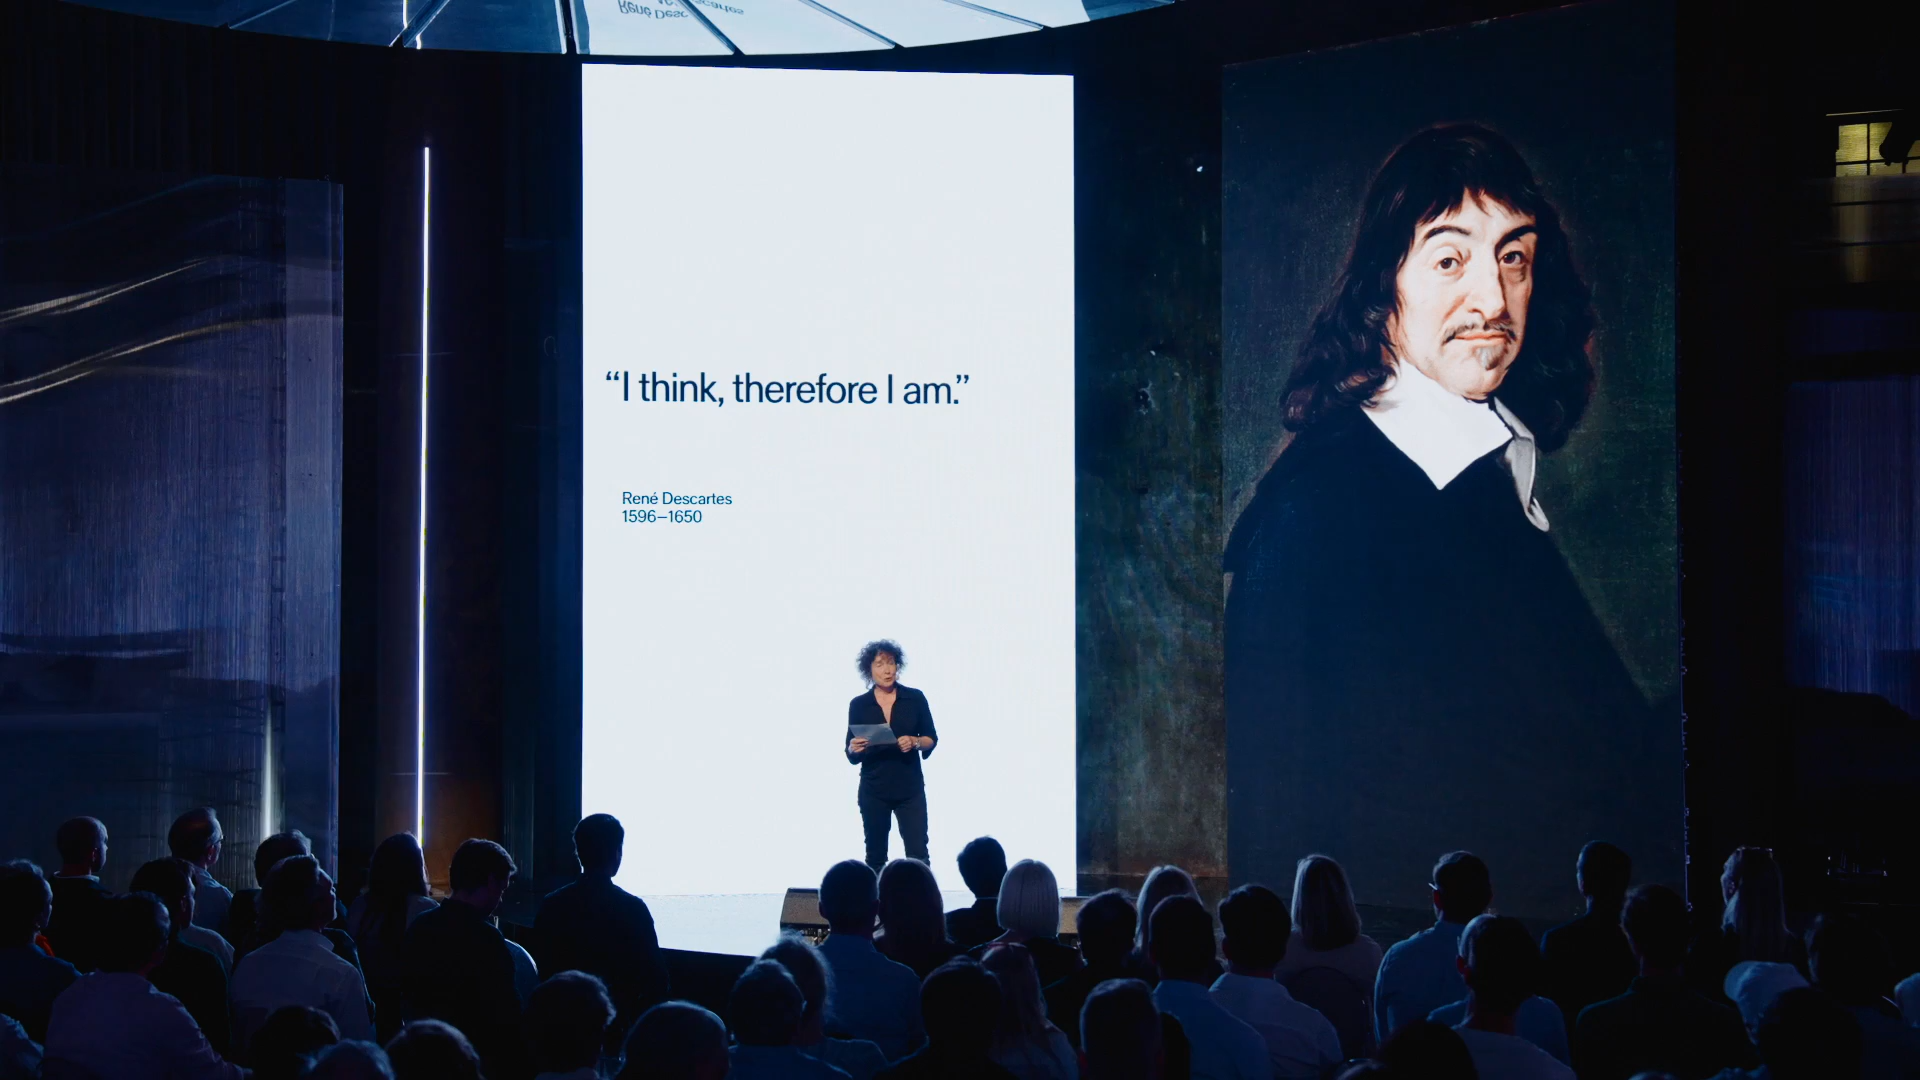 “I think, therefore I am.”
René Descartes
1596–1650